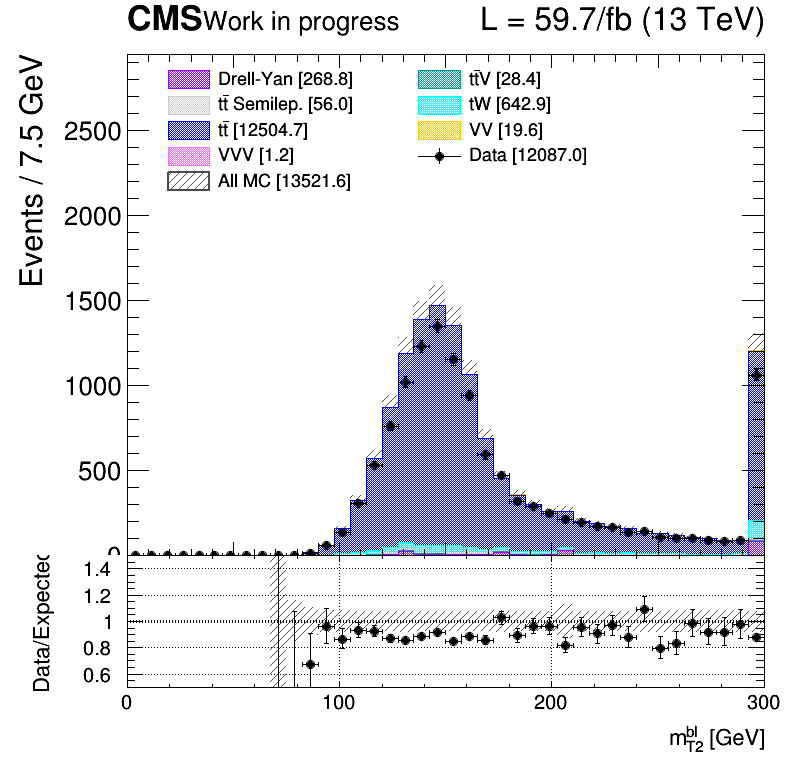 CMS Work in progress L = 59.7/fb (13 TeV)
Events / 7.5 GeV
Drell-Yan [268.8]
tt̄ Semilep. [56.0]
tt̄ [12504.7]
VVV [1.2]
All MC [13521.6]
tt̄V [28.4]
tW [642.9]
VV [19.6]
Data [12087.0]
2500
2000
1500
1000
500
0
Data/Expected
1.4
1.2
1
0.8
0.6
0 100 200 300
m_{T2}^{bl} [GeV]